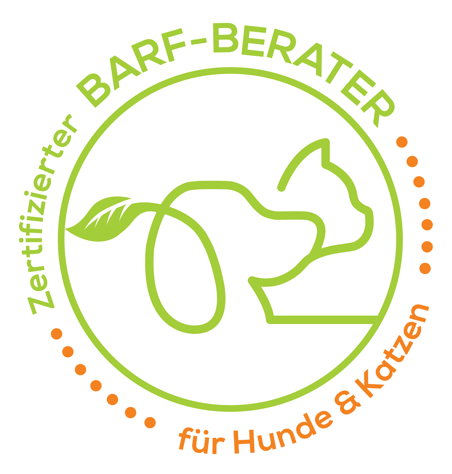 Zertifizierter BARF-BERATER
für Hunde & Katzen